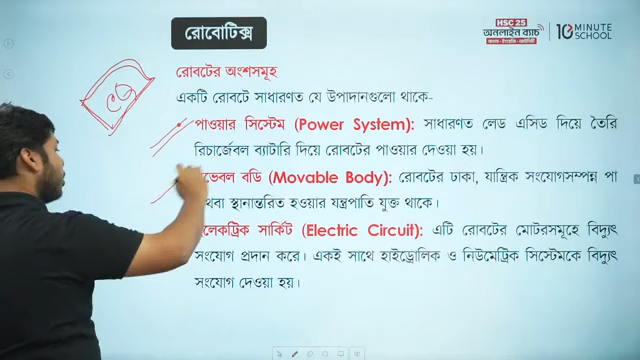 রোবোটিক্স
HSC 25
অনলাইন ব্যাচ
বাংলা · ইংরেজি · আইসিটি
10 MINUTE SCHOOL
রোবটের অংশসমূহ
একটি রোবটে সাধারণত যে উপাদানগুলো থাকে-
পাওয়ার সিস্টেম (Power System): সাধারণত লেড এসিড দিয়ে তৈরি
রিচার্জেবল ব্যাটারি দিয়ে রোবটের পাওয়ার দেওয়া হয়।
ভেবল বডি (Movable Body): রোবটের চাকা, যান্ত্রিক সংযোগসম্পন্ন পা
থবা স্থানান্তরিত হওয়ার যন্ত্রপাতি যুক্ত থাকে।
লেকট্রিক সার্কিট (Electric Circuit): এটি রোবটের মোটরসমূহে বিদ্যুৎ
সংযোগ প্রদান করে। একই সাথে হাইড্রোলিক ও নিউমেট্রিক সিস্টেমকে বিদ্যুৎ
সংযোগ দেওয়া হয়।